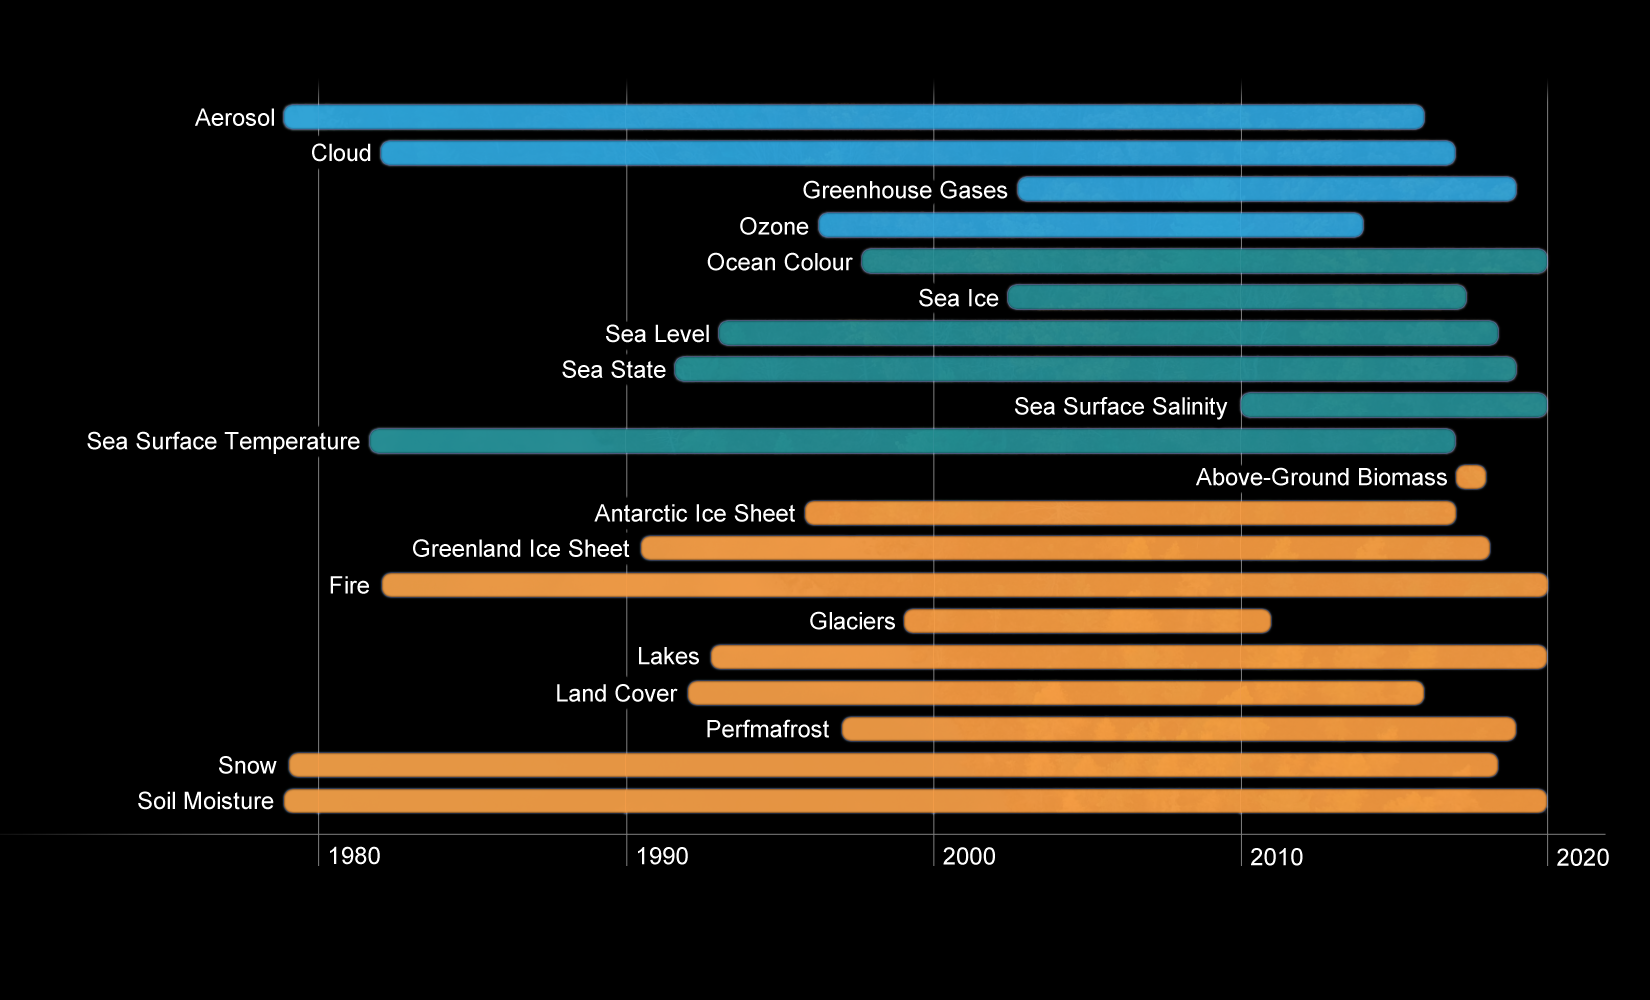 Aerosol
Cloud
Greenhouse Gases
Ozone
Ocean Colour
Sea Ice
Sea Level
Sea State
Sea Surface Salinity
Sea Surface Temperature
Above-Ground Biomass
Antarctic Ice Sheet
Greenland Ice Sheet
Fire
Glaciers
Lakes
Land Cover
Perfmafrost
Snow
Soil Moisture
1980 1990 2000 2010 2020